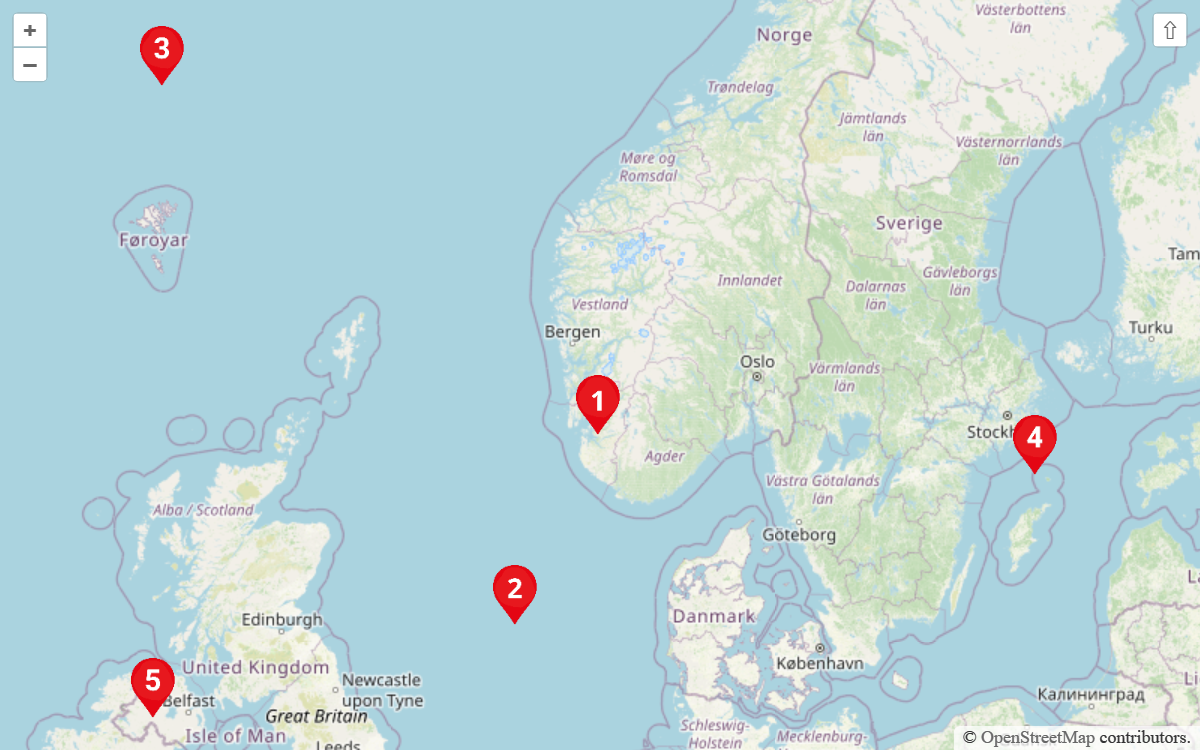 +
−
⇧
3
Västerbottens
län
Norge
Trøndelag
Jämtlands
län
Västernorrlands
län
Møre og
Romsdal
Sverige
Føroyar
Innlandet
Gävleborgs
län
Dalarnas
län
Vestland
Bergen
Turku
Oslo
Värmlands
län
1
Stockh
4
Agder
Västra Götalands
län
Alba / Scotland
Göteborg
2
Edinburgh
Danmark
København
United Kingdom
5
Belfast
Newcastle
upon Tyne
Great Britain
Isle of Man
Leeds
Schleswig-
Holstein
Mecklenburg-
Калининград
© OpenStreetMap contributors.